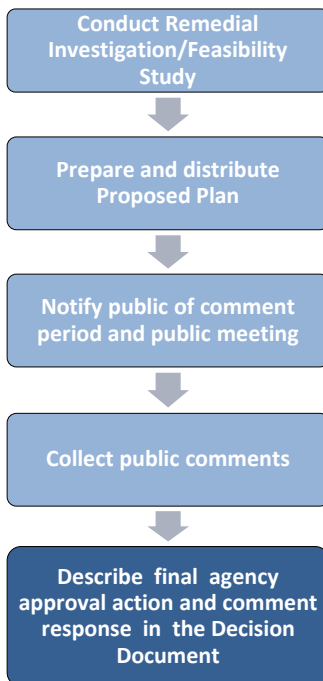 Conduct Remedial
Investigation/Feasibility
Study
Prepare and distribute
Proposed Plan
Notify public of comment
period and public meeting
Collect public comments
Describe final agency
approval action and comment
response in the Decision
Document